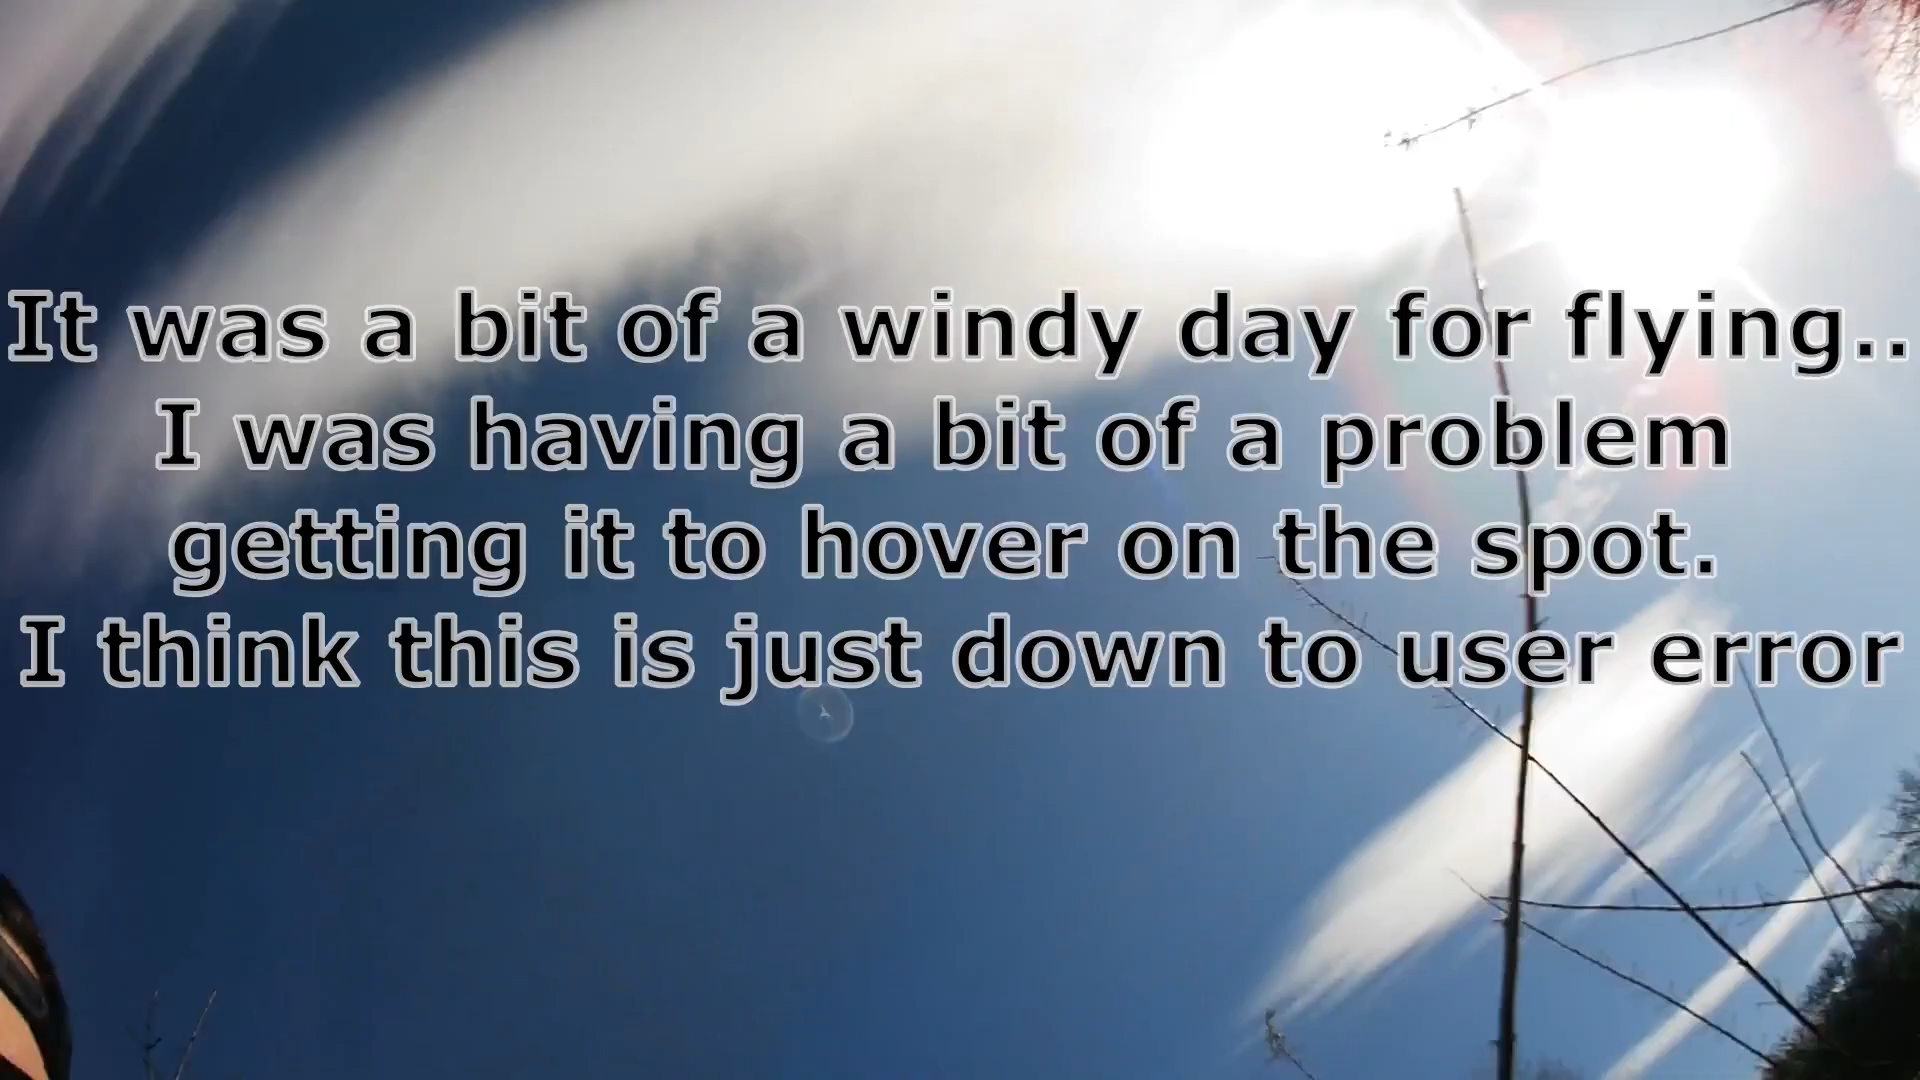 It was a bit of a windy day for flying..
I was having a bit of a problem
getting it to hover on the spot.
I think this is just down to user error